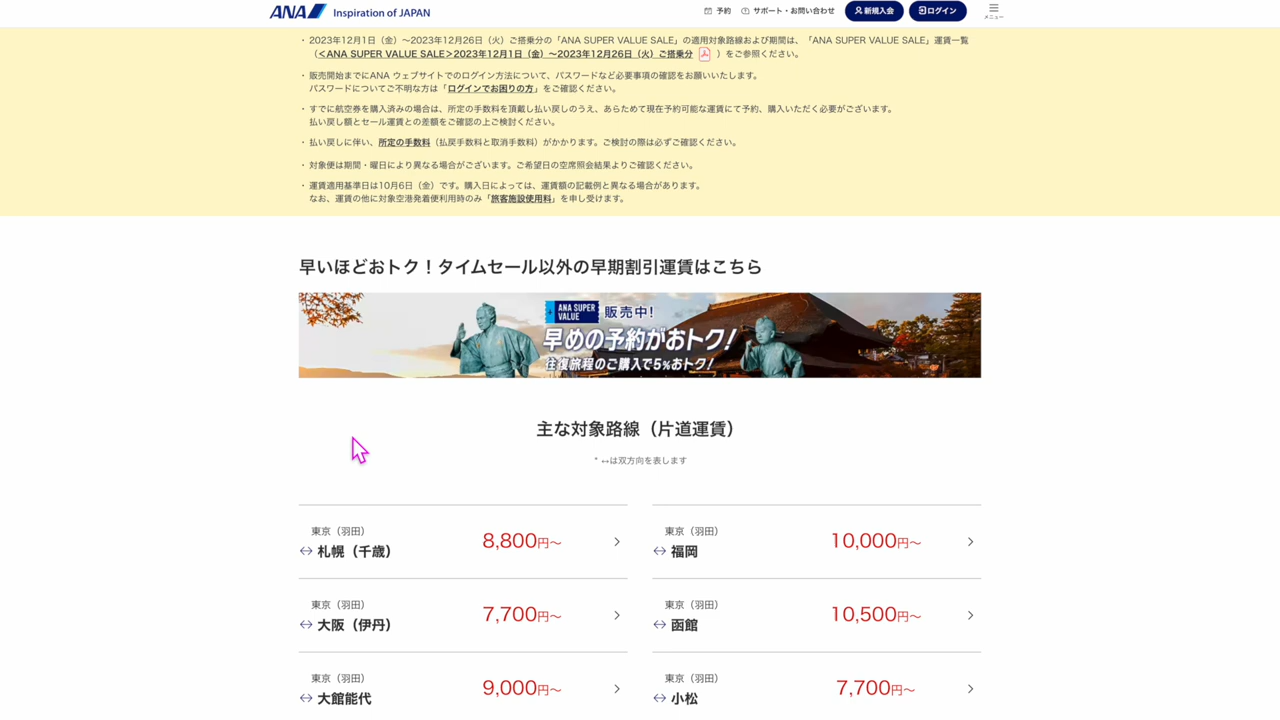 ANA Inspiration of JAPAN
予約
サポート・お問い合わせ
新規入会
ログイン
メニュー
・2023年12月1日（金）〜2023年12月26日（火）ご搭乗分の「ANA SUPER VALUE SALE」の適用対象路線および期間は、「ANA SUPER VALUE SALE」運賃一覧
（<ANA SUPER VALUE SALE>2023年12月1日（金）〜2023年12月26日（火）ご搭乗分 ）をご参照ください。
・販売開始までにANA ウェブサイトでのログイン方法について、パスワードなど必要事項の確認をお願いいたします。
パスワードについてご不明な方は「ログインでお困りの方」をご確認ください。
・すでに航空券を購入済みの場合は、所定の手数料を頂戴し払い戻しのうえ、あらためて現在予約可能な運賃にて予約、購入いただく必要がございます。
払い戻し額とセール運賃との差額をご確認の上ご検討ください。
・払い戻しに伴い、所定の手数料（払戻手数料と取消手数料）がかかります。ご検討の際は必ずご確認ください。
・対象便は期間・曜日により異なる場合がございます。ご希望日の空席照会結果よりご確認ください。
・運賃適用基準日は10月6日（金）です。購入日によっては、運賃額の記載例と異なる場合があります。
なお、運賃の他に対象空港発着便利用時のみ「旅客施設使用料」を申し受けます。
早いほどおトク！タイムセール以外の早期割引運賃はこちら
ANA SUPER VALUE 販売中!
早めの予約がおトク!
往復旅程のご購入で5%おトク!
主な対象路線（片道運賃）
* ↔は双方向を表します
東京（羽田）
↔ 札幌（千歳） 8,800円〜
東京（羽田）
↔ 福岡 10,000円〜
東京（羽田）
↔ 大阪（伊丹） 7,700円〜
東京（羽田）
↔ 函館 10,500円〜
東京（羽田）
↔ 大館能代 9,000円〜
東京（羽田）
↔ 小松 7,700円〜